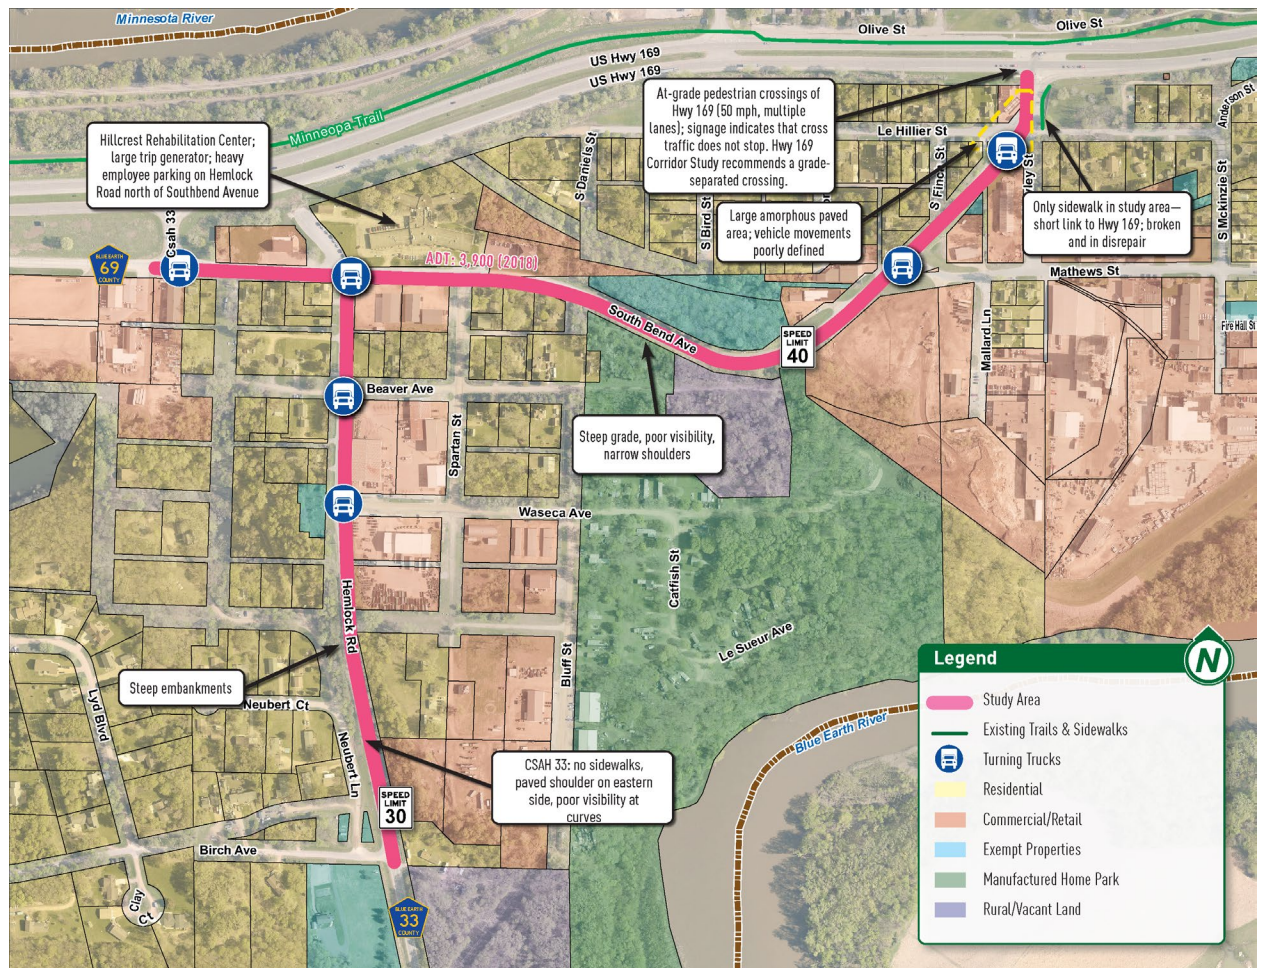 Minnesota River
Olive St
Olive St
US Hwy 169
US Hwy 169
Minneopa Trail
Hillcrest Rehabilitation Center;
large trip generator; heavy
employee parking on Hemlock
Road north of Southbend Avenue
At-grade pedestrian crossings of
Hwy 169 (50 mph, multiple
lanes); signage indicates that cross
traffic does not stop. Hwy 169
Corridor Study recommends a grade-
separated crossing.
Le Hillier St
Anderson St
S Daniels St
S Bird St
S Finch St
S Mckinzie St
Large amorphous paved
area; vehicle movements
poorly defined
Only sidewalk in study area—
short link to Hwy 169; broken
and in disrepair
Csah 33
BLUE EARTH
69
COUNTY
ADT: 3,900 (2018)
Mathews St
South Bend Ave
SPEED
LIMIT
40
Mallard Ln
Fire Hall St
Beaver Ave
Spartan St
Steep grade, poor visibility,
narrow shoulders
Waseca Ave
Catfish St
Hemlock Rd
Le Sueur Ave
Bluff St
Steep embankments
Neubert Ct
Lyd Blvd
Neubert Ln
Blue Earth River
CSAH 33: no sidewalks,
paved shoulder on eastern
side, poor visibility at
curves
SPEED
LIMIT
30
Birch Ave
Clay
Ct
BLUE EARTH
33
COUNTY
N
Legend
Study Area
Existing Trails & Sidewalks
Turning Trucks
Residential
Commercial/Retail
Exempt Properties
Manufactured Home Park
Rural/Vacant Land